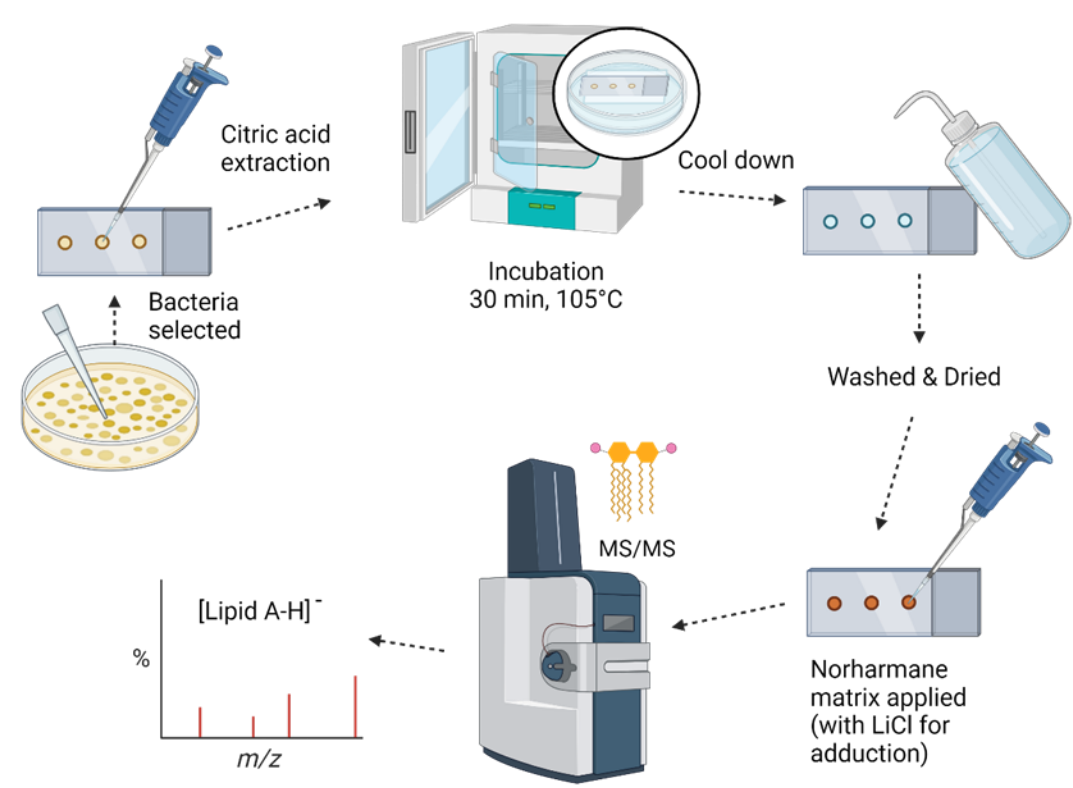 Citric acid
extraction
Bacteria
selected
Incubation
30 min, 105°C
Cool down
Washed & Dried
Norharmane
matrix applied
(with LiCl for
adduction)
MS/MS
[Lipid A-H]⁻
%
m/z